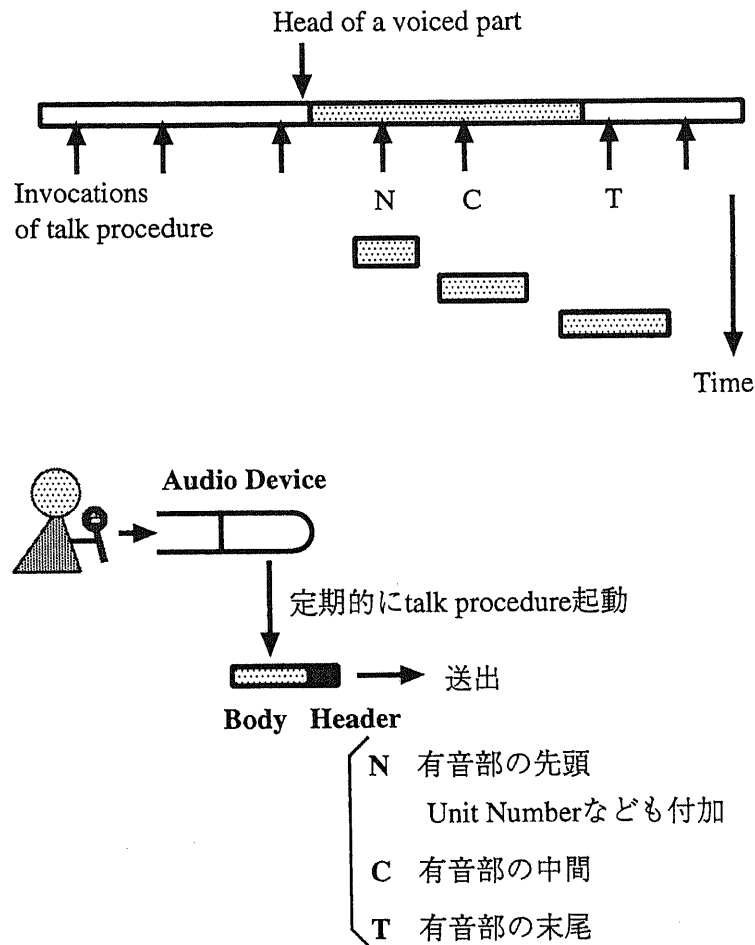 Head of a voiced part
Invocations
of talk procedure
N C T
Time
Audio Device
定期的にtalk procedure起動
送出
Body Header
N 有音部の先頭
Unit Numberなども付加
C 有音部の中間
T 有音部の末尾